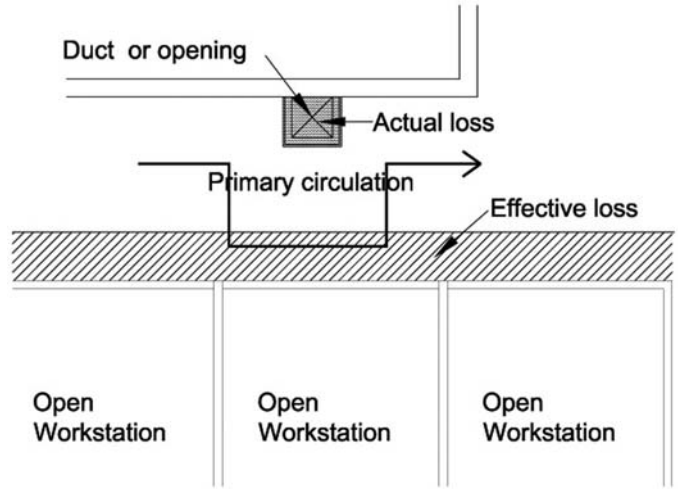 Duct or opening
Actual loss
Primary circulation
Effective loss
Open
Workstation
Open
Workstation
Open
Workstation